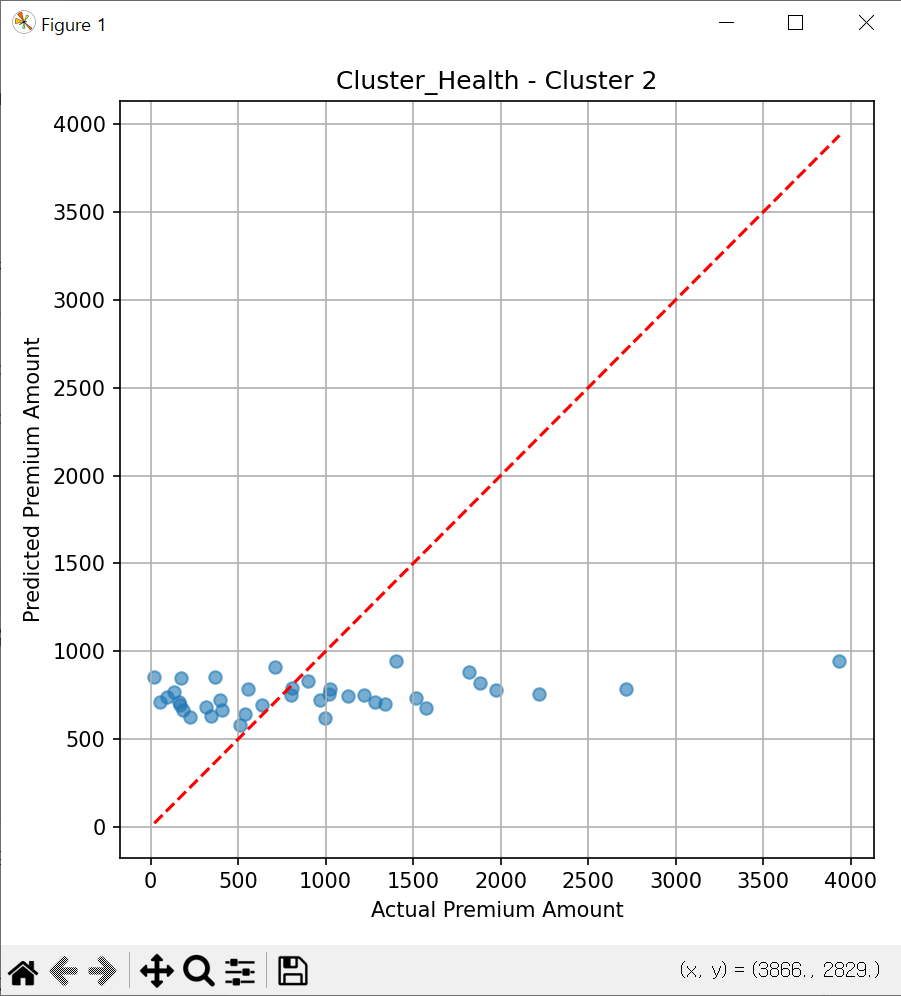 Figure 1
Cluster_Health - Cluster 2
4000
3500
3000
2500
2000
1500
1000
500
0
Predicted Premium Amount
0 500 1000 1500 2000 2500 3000 3500 4000
Actual Premium Amount
(x, y) = (3866., 2829.)